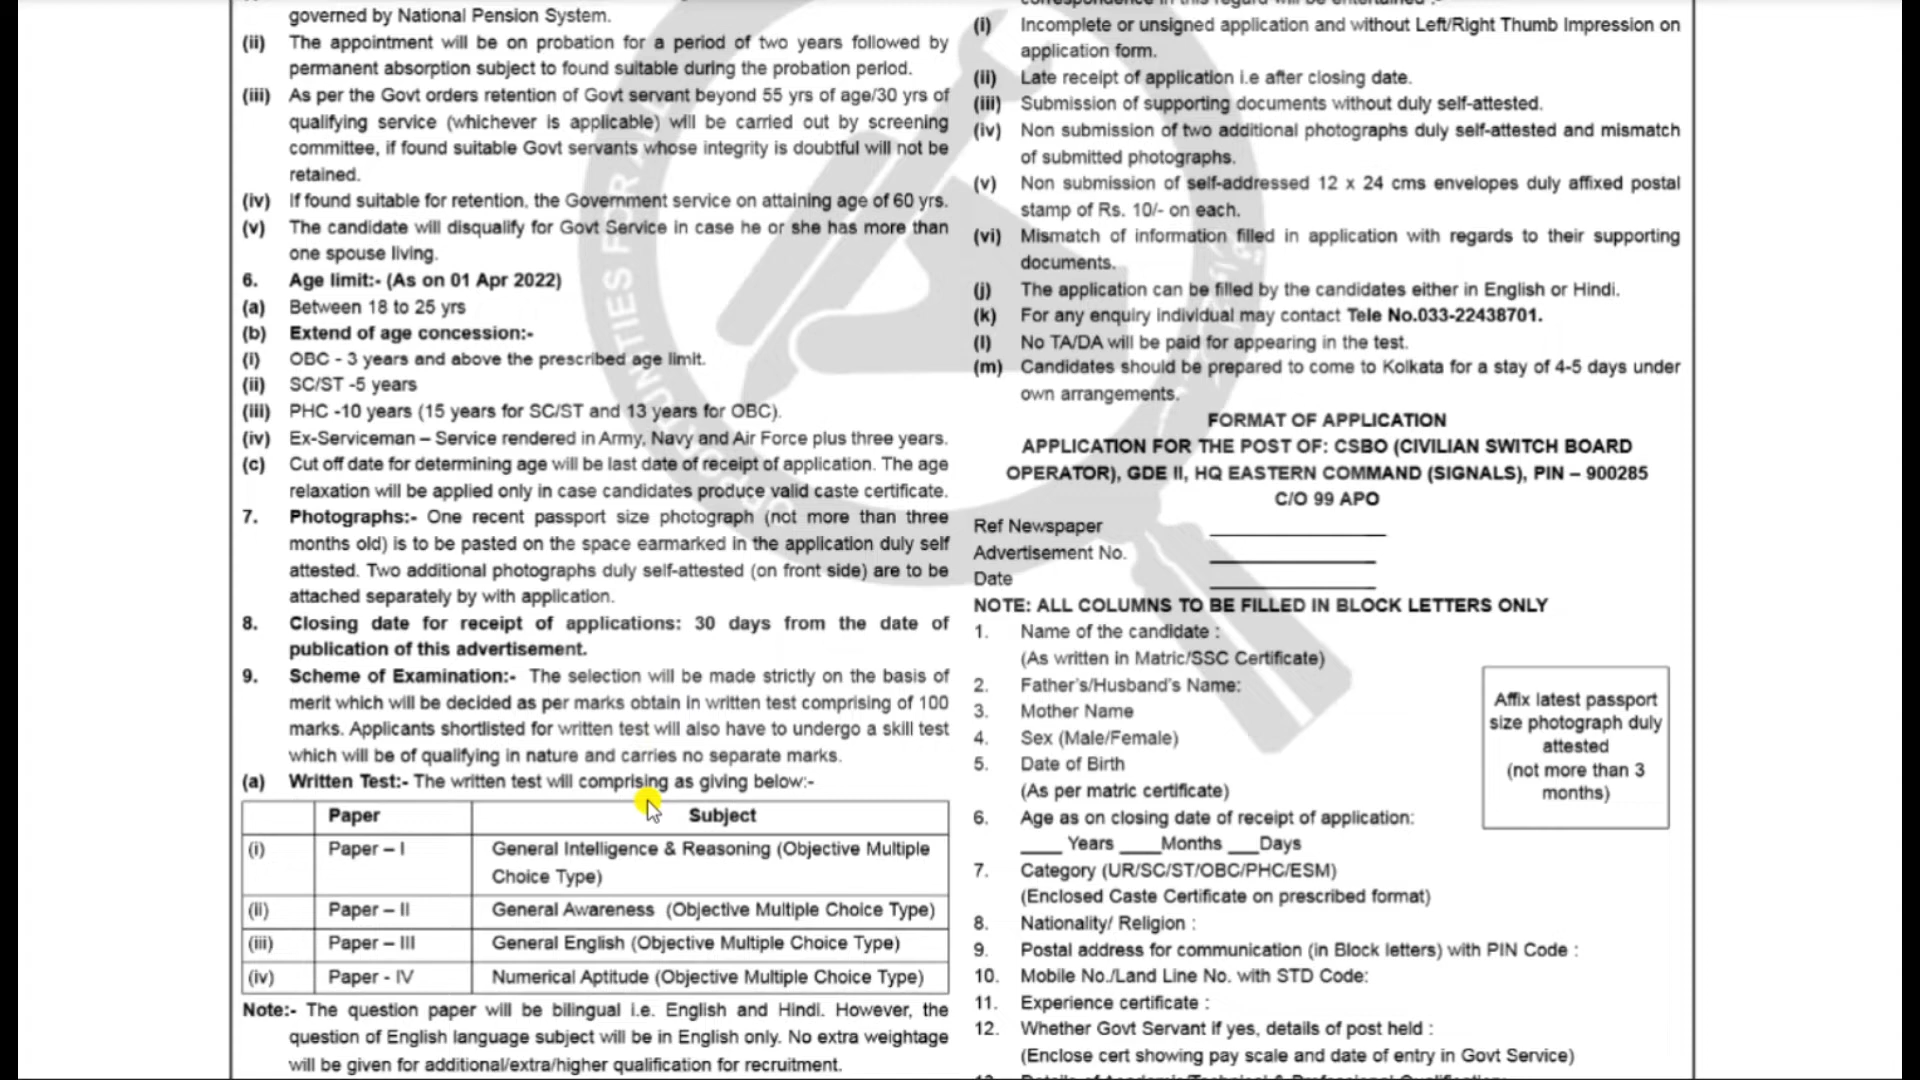 governed by National Pension System.
(ii) The appointment will be on probation for a period of two years followed by
permanent absorption subject to found suitable during the probation period.
(iii) As per the Govt orders retention of Govt servant beyond 55 yrs of age/30 yrs of
qualifying service (whichever is applicable) will be carried out by screening
committee, if found suitable Govt servants whose integrity is doubtful will not be
retained.
(iv) If found suitable for retention, the Government service on attaining age of 60 yrs.
(v) The candidate will disqualify for Govt Service in case he or she has more than
one spouse living.
6. Age limit:- (As on 01 Apr 2022)
(a) Between 18 to 25 yrs
(b) Extend of age concession:-
(i) OBC - 3 years and above the prescribed age limit.
(ii) SC/ST -5 years
(iii) PHC -10 years (15 years for SC/ST and 13 years for OBC).
(iv) Ex-Serviceman – Service rendered in Army, Navy and Air Force plus three years.
(c) Cut off date for determining age will be last date of receipt of application. The age
relaxation will be applied only in case candidates produce valid caste certificate.
7. Photographs:- One recent passport size photograph (not more than three
months old) is to be pasted on the space earmarked in the application duly self
attested. Two additional photographs duly self-attested (on front side) are to be
attached separately by with application.
8. Closing date for receipt of applications: 30 days from the date of
publication of this advertisement.
9. Scheme of Examination:- The selection will be made strictly on the basis of
merit which will be decided as per marks obtain in written test comprising of 100
marks. Applicants shortlisted for written test will also have to undergo a skill test
which will be of qualifying in nature and carries no separate marks.
(a) Written Test:- The written test will comprising as giving below:-
Paper Subject
(i) Paper – I General Intelligence & Reasoning (Objective Multiple
Choice Type)
(ii) Paper – II General Awareness (Objective Multiple Choice Type)
(iii) Paper – III General English (Objective Multiple Choice Type)
(iv) Paper - IV Numerical Aptitude (Objective Multiple Choice Type)
Note:- The question paper will be bilingual i.e. English and Hindi. However, the
question of English language subject will be in English only. No extra weightage
will be given for additional/extra/higher qualification for recruitment.
correspondence in this regard will be entertained :-
(i) Incomplete or unsigned application and without Left/Right Thumb Impression on
application form.
(ii) Late receipt of application i.e after closing date.
(iii) Submission of supporting documents without duly self-attested.
(iv) Non submission of two additional photographs duly self-attested and mismatch
of submitted photographs.
(v) Non submission of self-addressed 12 x 24 cms envelopes duly affixed postal
stamp of Rs. 10/- on each.
(vi) Mismatch of information filled in application with regards to their supporting
documents.
(j) The application can be filled by the candidates either in English or Hindi.
(k) For any enquiry individual may contact Tele No.033-22438701.
(l) No TA/DA will be paid for appearing in the test.
(m) Candidates should be prepared to come to Kolkata for a stay of 4-5 days under
own arrangements.
FORMAT OF APPLICATION
APPLICATION FOR THE POST OF: CSBO (CIVILIAN SWITCH BOARD
OPERATOR), GDE II, HQ EASTERN COMMAND (SIGNALS), PIN – 900285
C/O 99 APO
Ref Newspaper
Advertisement No.
Date
NOTE: ALL COLUMNS TO BE FILLED IN BLOCK LETTERS ONLY
1. Name of the candidate :
(As written in Matric/SSC Certificate)
2. Father's/Husband's Name:
3. Mother Name
4. Sex (Male/Female)
5. Date of Birth
(As per matric certificate)
6. Age as on closing date of receipt of application:
____ Years ____Months ___Days
7. Category (UR/SC/ST/OBC/PHC/ESM)
(Enclosed Caste Certificate on prescribed format)
8. Nationality/ Religion :
9. Postal address for communication (in Block letters) with PIN Code :
10. Mobile No./Land Line No. with STD Code:
11. Experience certificate :
12. Whether Govt Servant if yes, details of post held :
(Enclose cert showing pay scale and date of entry in Govt Service)
Affix latest passport
size photograph duly
attested
(not more than 3
months)